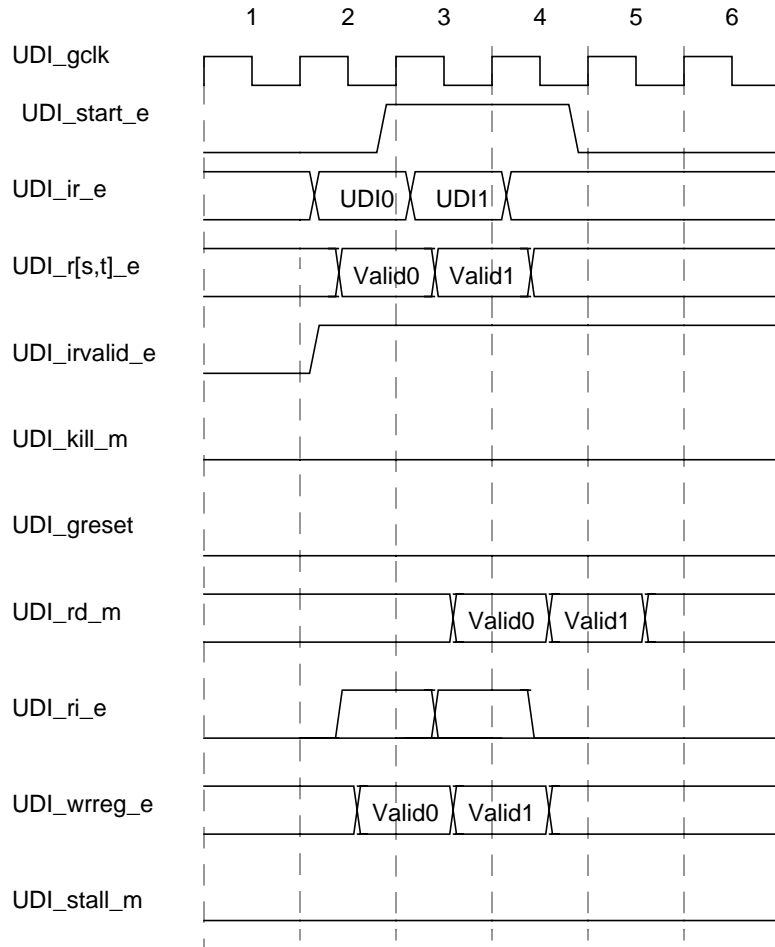 1 2 3 4 5 6
UDI_gclk
UDI_start_e
UDI_ir_e UDI0 UDI1
UDI_r[s,t]_e Valid0 Valid1
UDI_irvalid_e
UDI_kill_m
UDI_greset
UDI_rd_m Valid0 Valid1
UDI_ri_e
UDI_wrreg_e Valid0 Valid1
UDI_stall_m